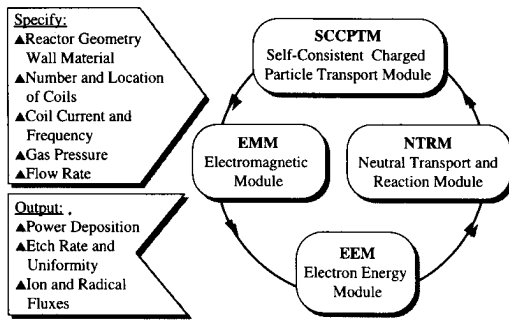 Specify:
▲Reactor Geometry
Wall Material
▲Number and Location
of Coils
▲Coil Current and
Frequency
▲Gas Pressure
▲Flow Rate
Output:
▲Power Deposition
▲Etch Rate and
Uniformity
▲Ion and Radical
Fluxes
SCCPTM
Self-Consistent Charged
Particle Transport Module
EMM
Electromagnetic
Module
NTRM
Neutral Transport and
Reaction Module
EEM
Electron Energy
Module